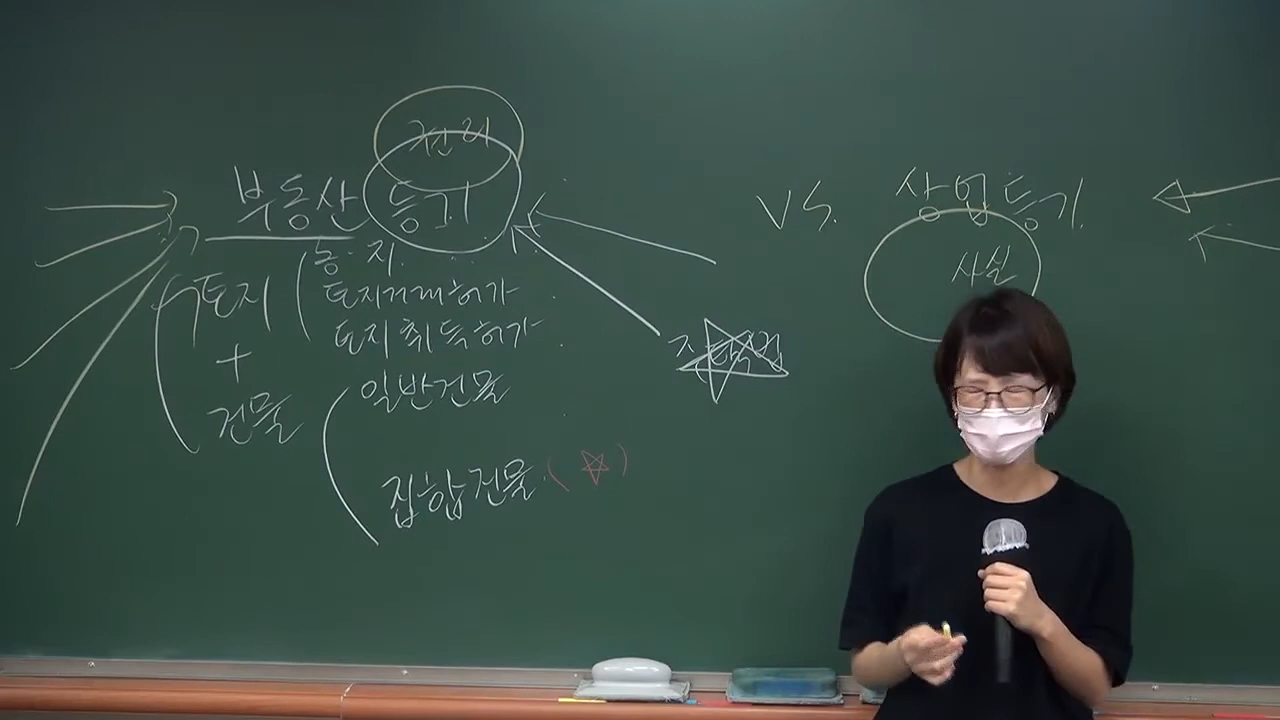 권리
부동산 등기 VS. 상업등기
사실
농지
토지 토지거래허가
토지취득허가
+
건물 일반건물
집합건물 (☆)